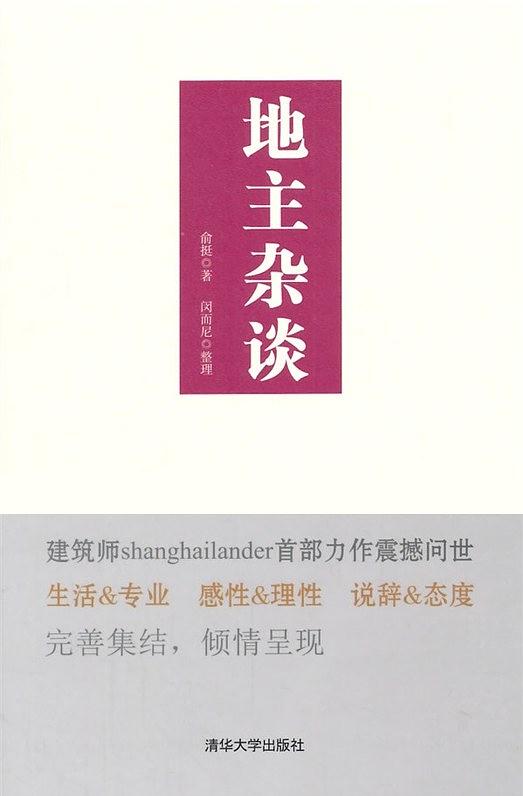 地主杂谈
俞挺◎著 闵而尼◎整理
建筑师shanghailander首部力作震撼问世
生活&专业 感性&理性 说辞&态度
完善集结，倾情呈现
清华大学出版社